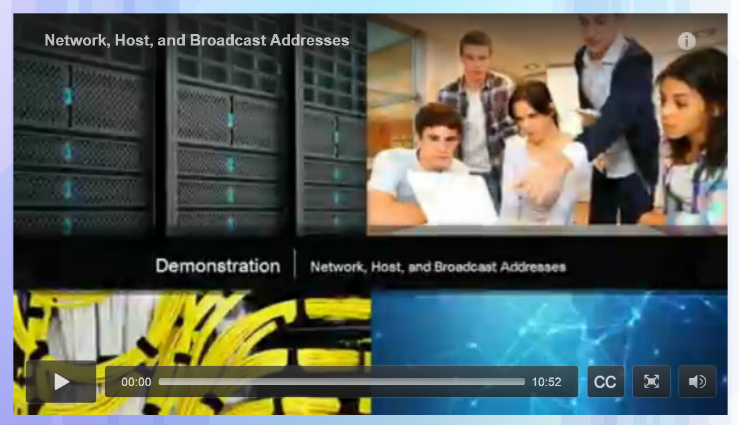 Network, Host, and Broadcast Addresses
i
Demonstration | Network, Host, and Broadcast Addresses
00:00 10:52 CC